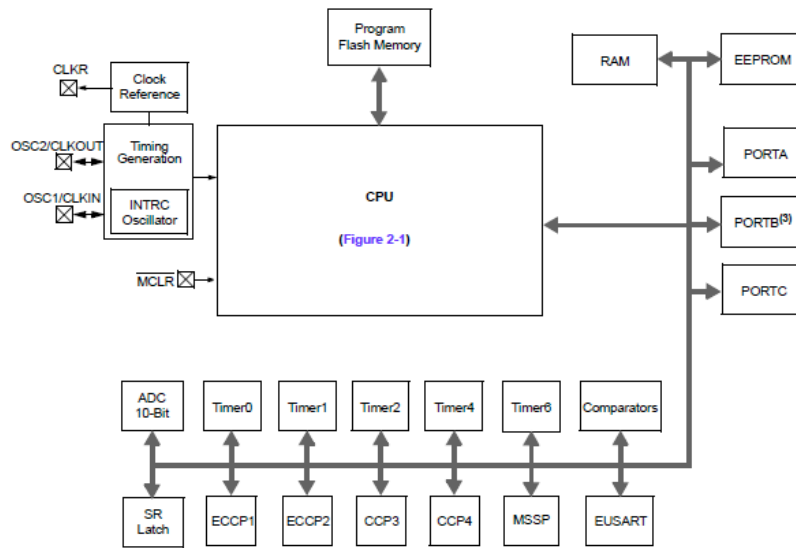 Program
Flash Memory
RAM
EEPROM
CLKR
Clock
Reference
OSC2/CLKOUT
Timing
Generation
PORTA
OSC1/CLKIN
INTRC
Oscillator
CPU
(Figure 2-1)
PORTB(3)
MCLR
PORTC
ADC
10-Bit
Timer0
Timer1
Timer2
Timer4
Timer6
Comparators
SR
Latch
ECCP1
ECCP2
CCP3
CCP4
MSSP
EUSART